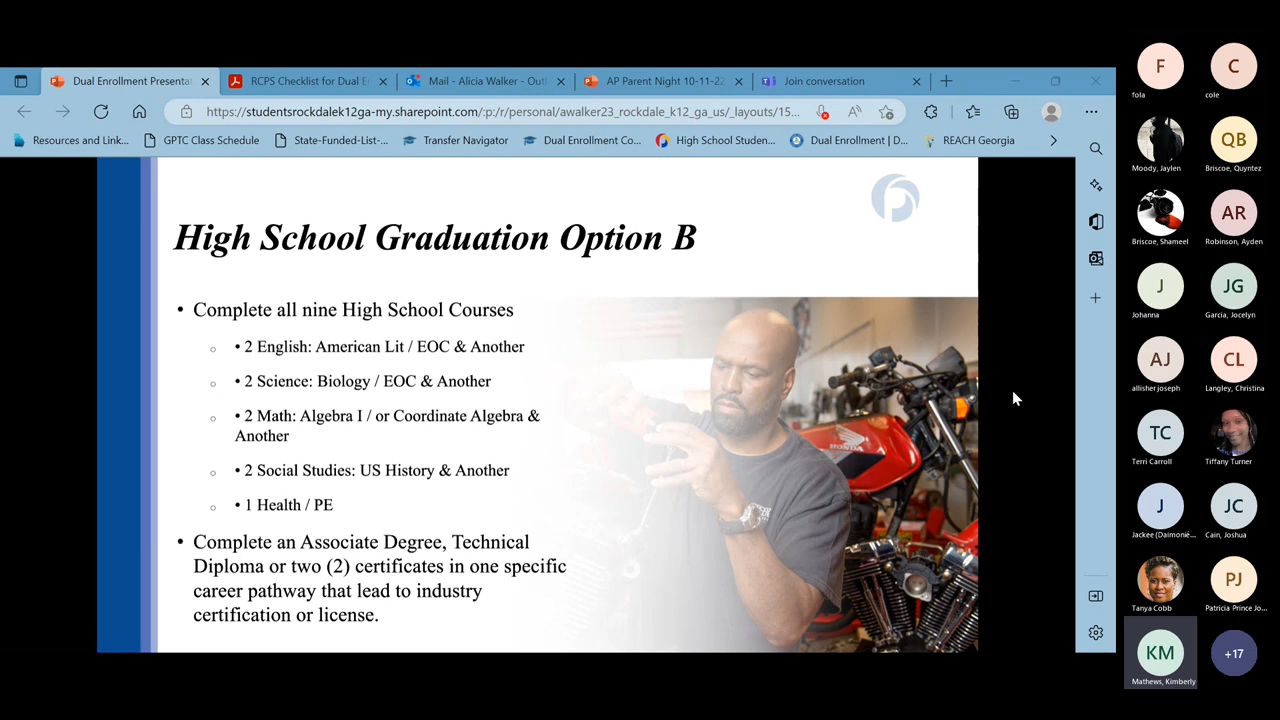 Dual Enrollment Presenta
RCPS Checklist for Dual E
Mail - Alicia Walker - Out
AP Parent Night 10-11-22
Join conversation
https://studentsrockdalek12ga-my.sharepoint.com/:p:/r/personal/awalker23_rockdale_k12_ga_us/_layouts/15...
Resources and Link...
GPTC Class Schedule
State-Funded-List-...
Transfer Navigator
Dual Enrollment Co...
High School Studen...
Dual Enrollment | D...
REACH Georgia
High School Graduation Option B
• Complete all nine High School Courses
• 2 English: American Lit / EOC & Another
• 2 Science: Biology / EOC & Another
• 2 Math: Algebra I / or Coordinate Algebra &
Another
• 2 Social Studies: US History & Another
• 1 Health / PE
• Complete an Associate Degree, Technical
Diploma or two (2) certificates in one specific
career pathway that lead to industry
certification or license.
HONDA
F
fola
C
cole
Moody, Jaylen
QB
Briscoe, Quyntez
Briscoe, Shameel
AR
Robinson, Ayden
J
Johanna
JG
Garcia, Jocelyn
AJ
allisher joseph
CL
Langley, Christina
TC
Terri Carroll
Tiffany Turner
J
Jackee (Daimonié...
JC
Cain, Joshua
Tanya Cobb
PJ
Patricia Prince Jo...
KM
Mathews, Kimberly
+17